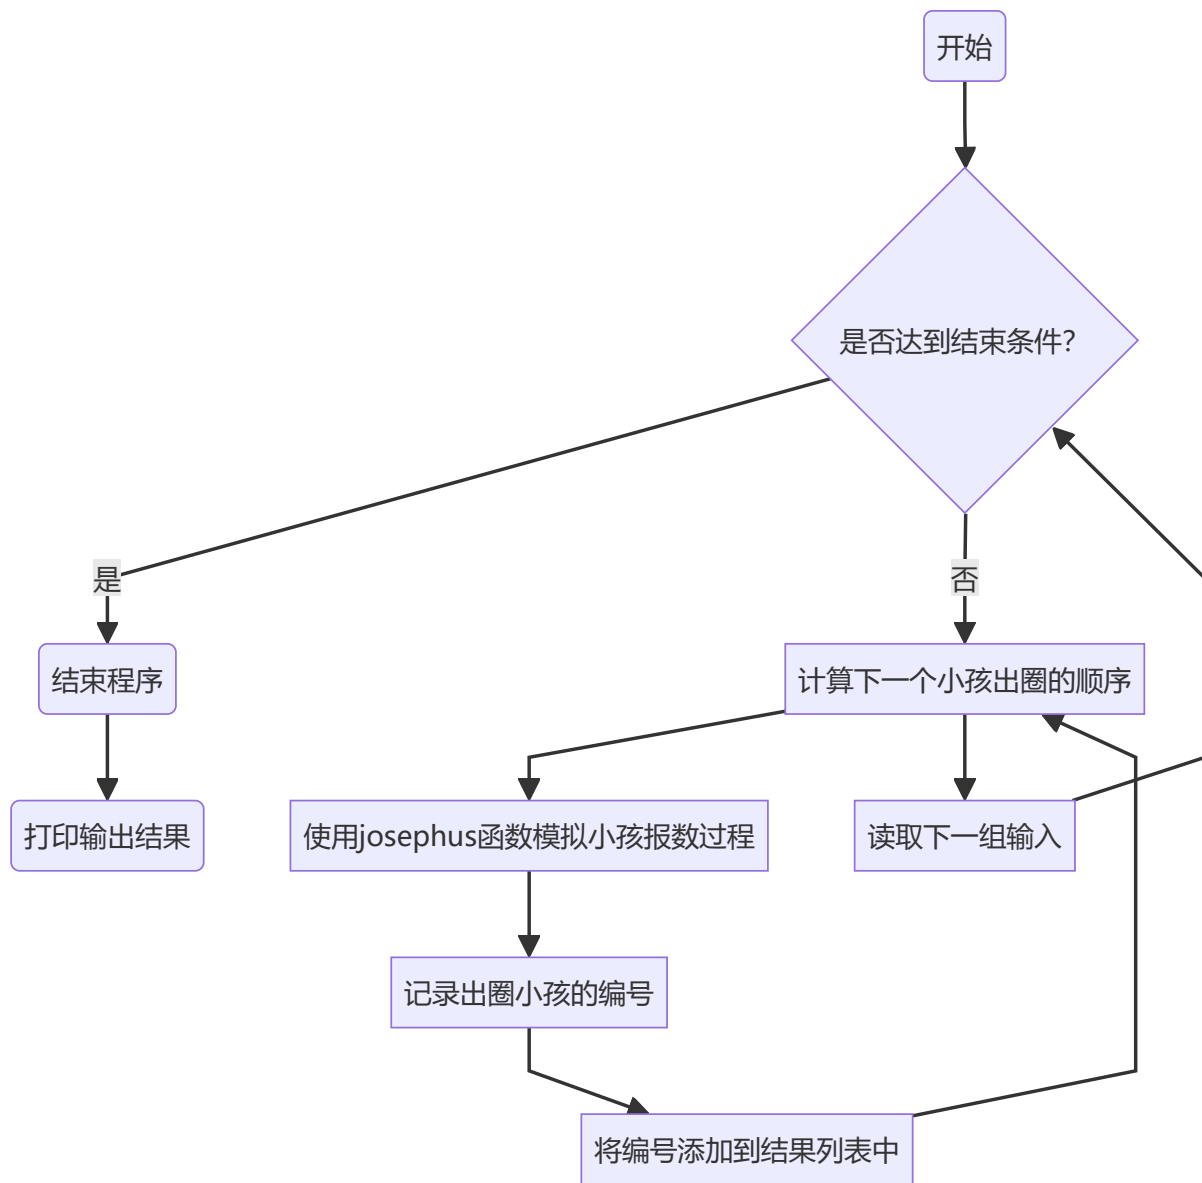 开始
是否达到结束条件?
是
否
结束程序
计算下一个小孩出圈的顺序
打印输出结果
使用josephus函数模拟小孩报数过程
读取下一组输入
记录出圈小孩的编号
将编号添加到结果列表中